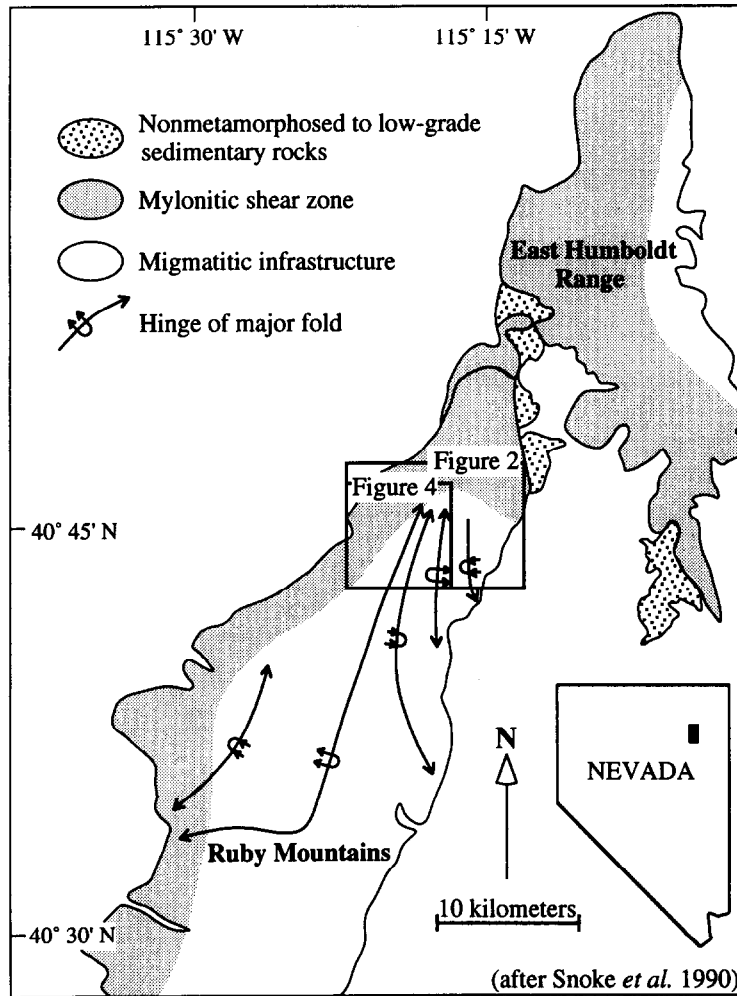 115° 30' W
115° 15' W
Nonmetamorphosed to low-grade
sedimentary rocks
Mylonitic shear zone
Migmatitic infrastructure
Hinge of major fold
East Humboldt
Range
Figure 2
Figure 4
40° 45' N
N
NEVADA
Ruby Mountains
10 kilometers
40° 30' N
(after Snoke et al. 1990)